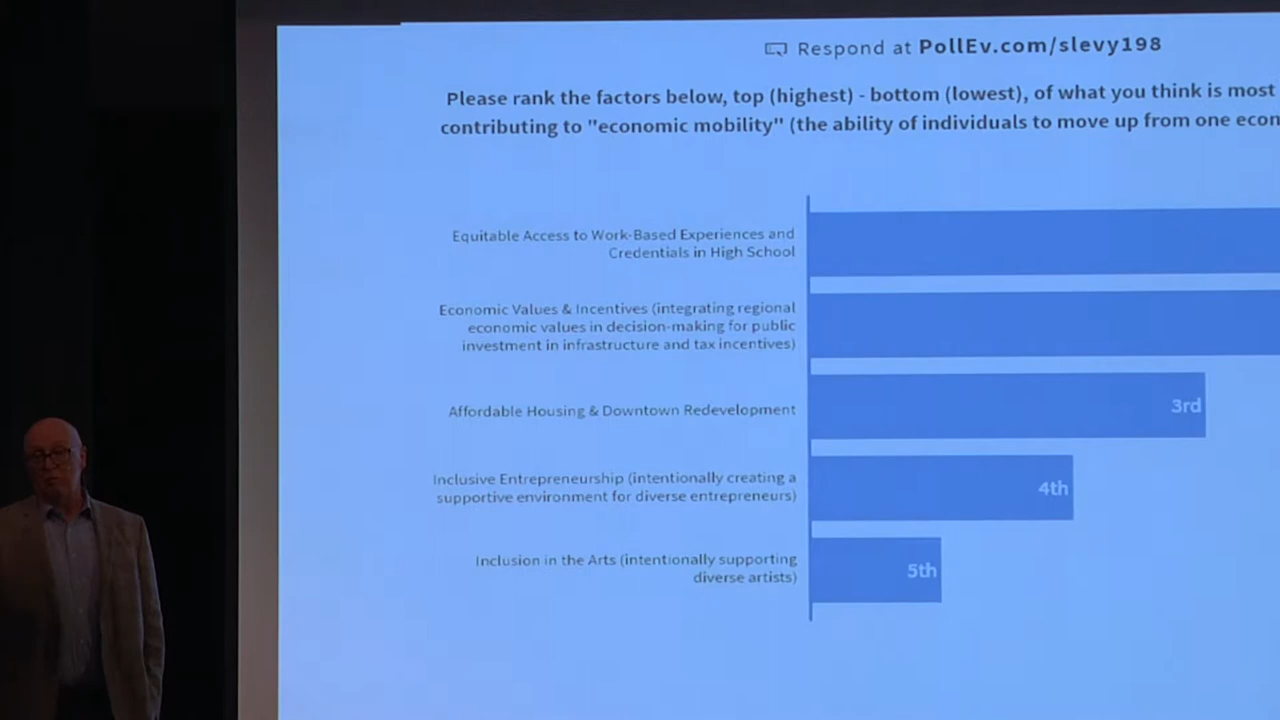 Respond at PollEv.com/slevy198
Please rank the factors below, top (highest) - bottom (lowest), of what you think is most
contributing to "economic mobility" (the ability of individuals to move up from one econ
Equitable Access to Work-Based Experiences and
Credentials in High School
Economic Values & Incentives (integrating regional
economic values in decision-making for public
investment in infrastructure and tax incentives)
Affordable Housing & Downtown Redevelopment
3rd
Inclusive Entrepreneurship (intentionally creating a
supportive environment for diverse entrepreneurs)
4th
Inclusion in the Arts (intentionally supporting
diverse artists)
5th